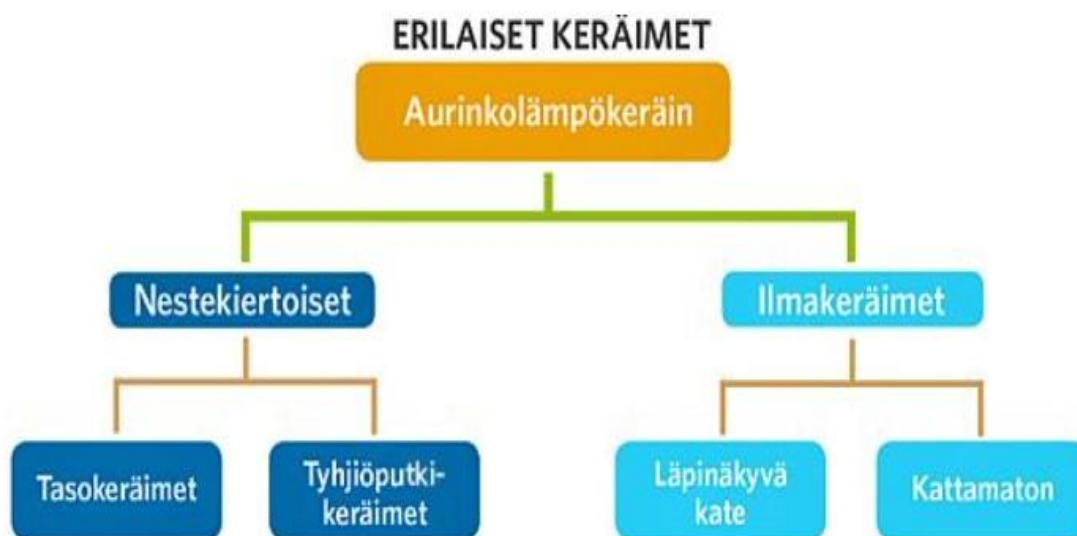 ERILAISET KERÄIMET
Aurinkolämpökeräin
Nestekiertoiset
Ilmakeräimet
Tasokeräimet
Tyhjiöputki-
keräimet
Läpinäkyvä
kate
Kattamaton